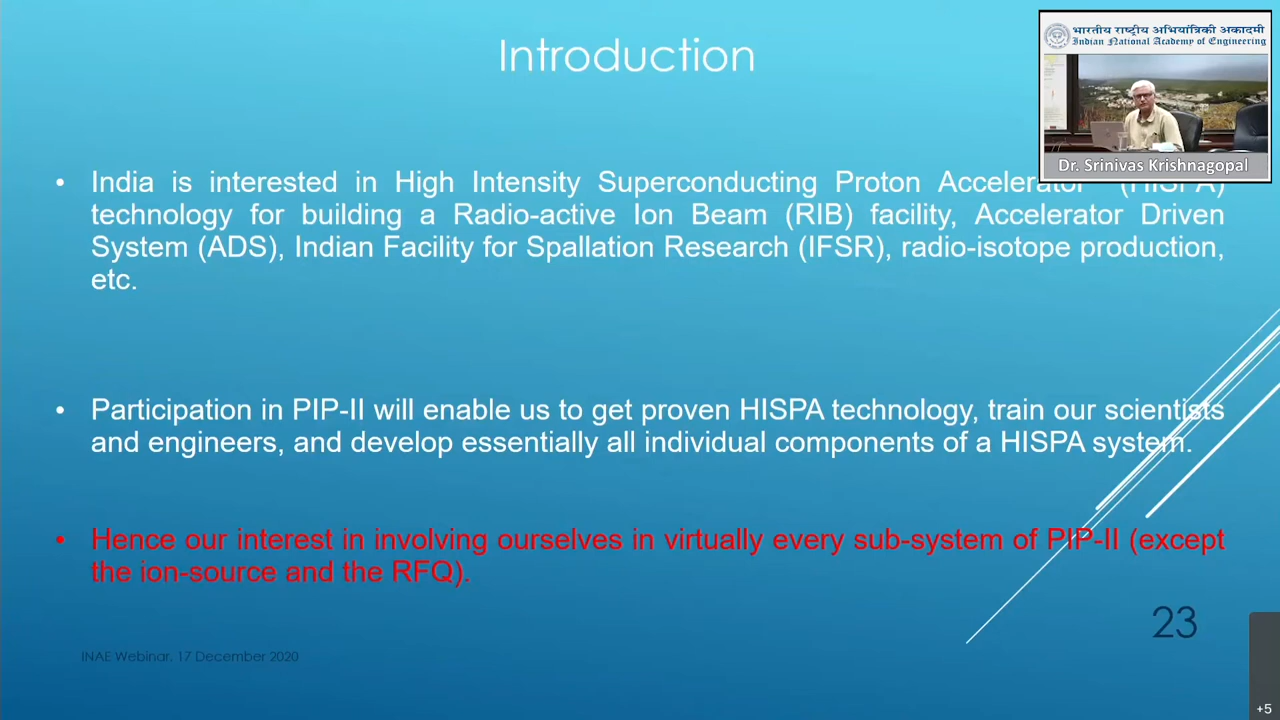 Introduction
भारतीय राष्ट्रीय अभियांत्रिकी अकादमी
Indian National Academy of Engineering
Dr. Srinivas Krishnagopal
• India is interested in High Intensity Superconducting Proton Accelerator (HISPA)
technology for building a Radio-active Ion Beam (RIB) facility, Accelerator Driven
System (ADS), Indian Facility for Spallation Research (IFSR), radio-isotope production,
etc.
• Participation in PIP-II will enable us to get proven HISPA technology, train our scientists
and engineers, and develop essentially all individual components of a HISPA system.
• Hence our interest in involving ourselves in virtually every sub-system of PIP-II (except
the ion-source and the RFQ).
23
INAE Webinar. 17 December 2020
+5